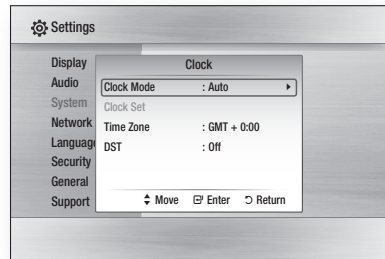 Settings
Display
Audio
System
Network
Language
Security
General
Support
Clock
Clock Mode : Auto
Clock Set
Time Zone : GMT + 0:00
DST : Off
Move Enter Return